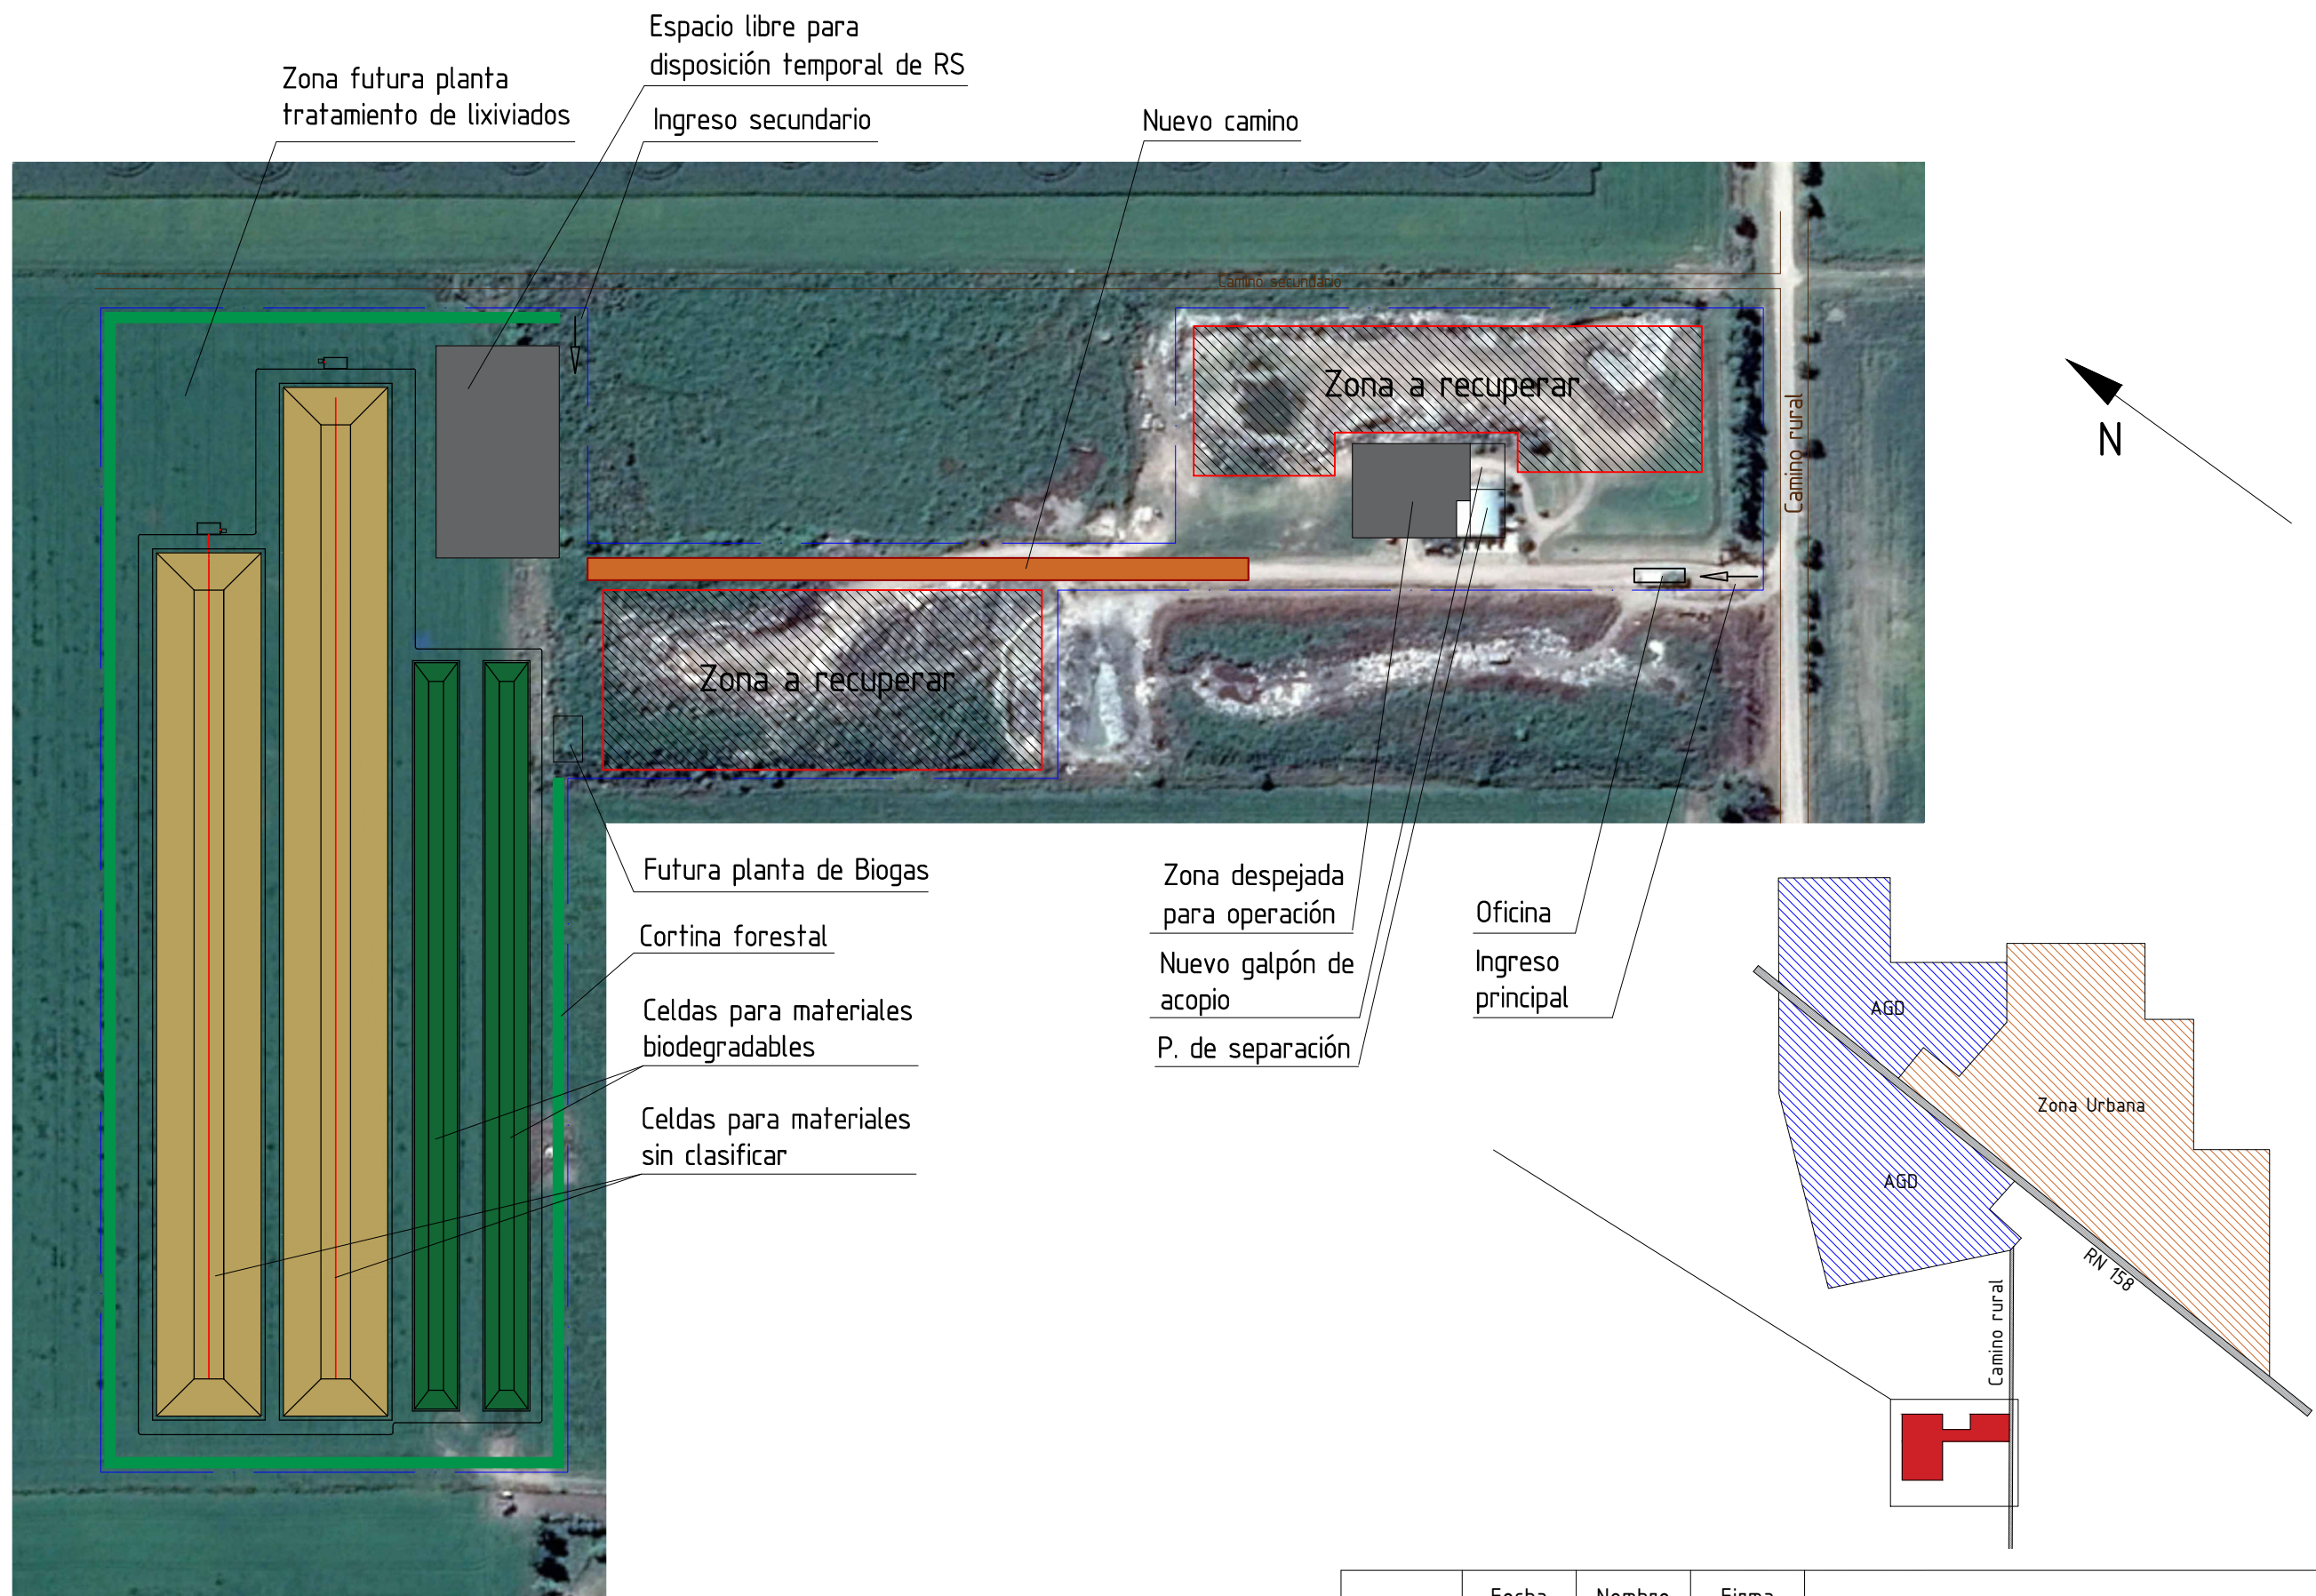 Espacio libre para
disposición temporal de RS
Zona futura planta
tratamiento de lixiviados
Ingreso secundario
Nuevo camino
Camino secundario
Zona a recuperar
Camino rural
N
Zona a recuperar
Futura planta de Biogas
Cortina forestal
Celdas para materiales
biodegradables
Celdas para materiales
sin clasificar
Zona despejada
para operación
Nuevo galpón de
acopio
P. de separación
Oficina
Ingreso
principal
AGD
Zona Urbana
AGD
RN 158
Camino rural
Fecha Nombre Firma